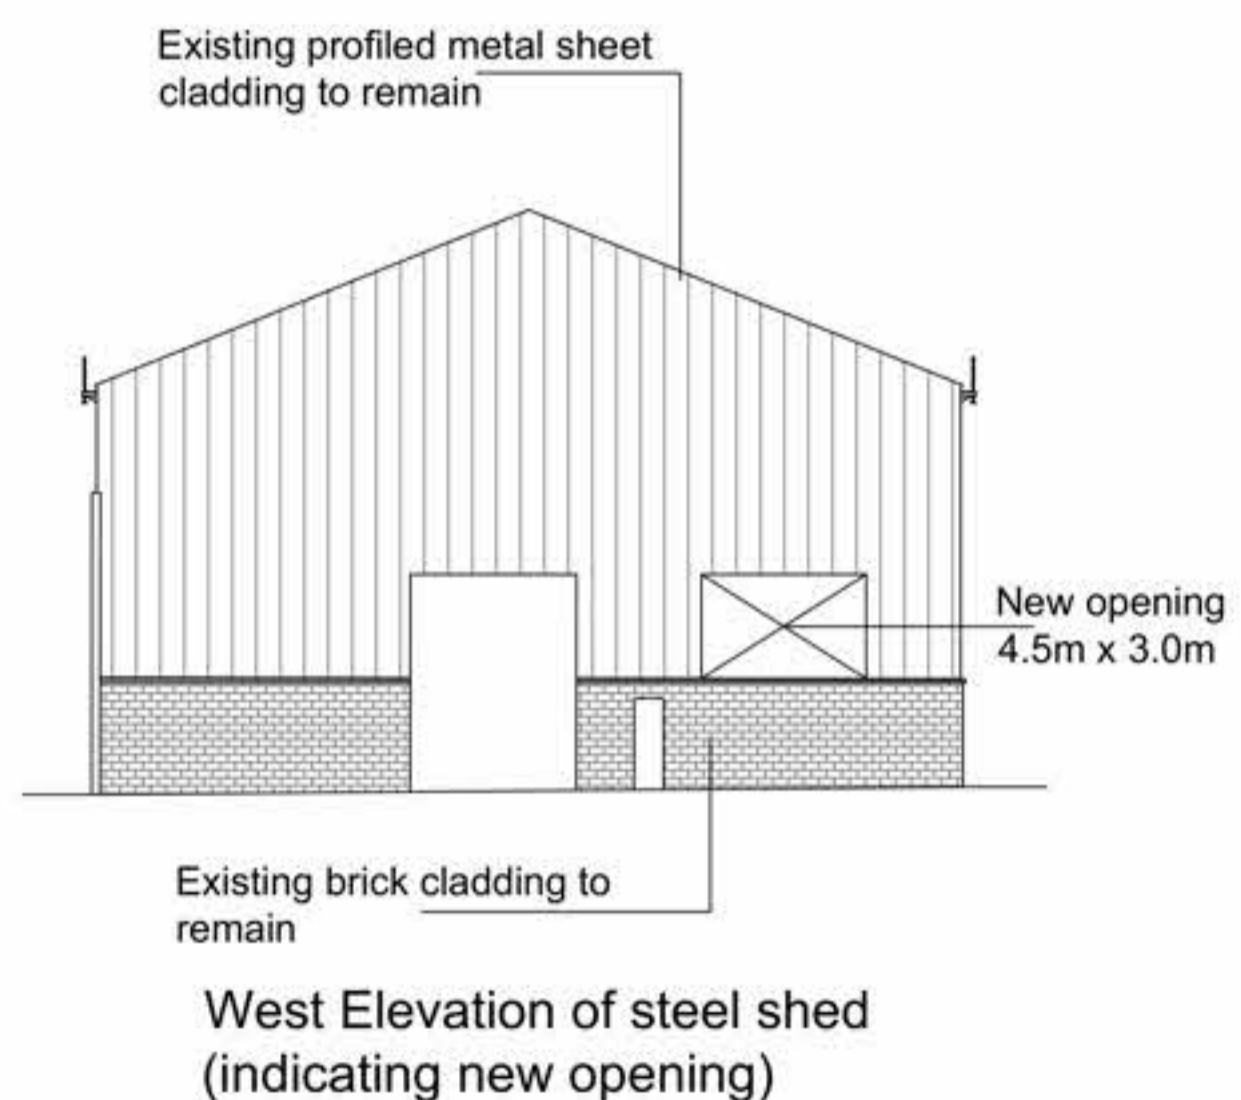 Existing profiled metal sheet
cladding to remain
New opening
4.5m x 3.0m
Existing brick cladding to
remain
West Elevation of steel shed
(indicating new opening)